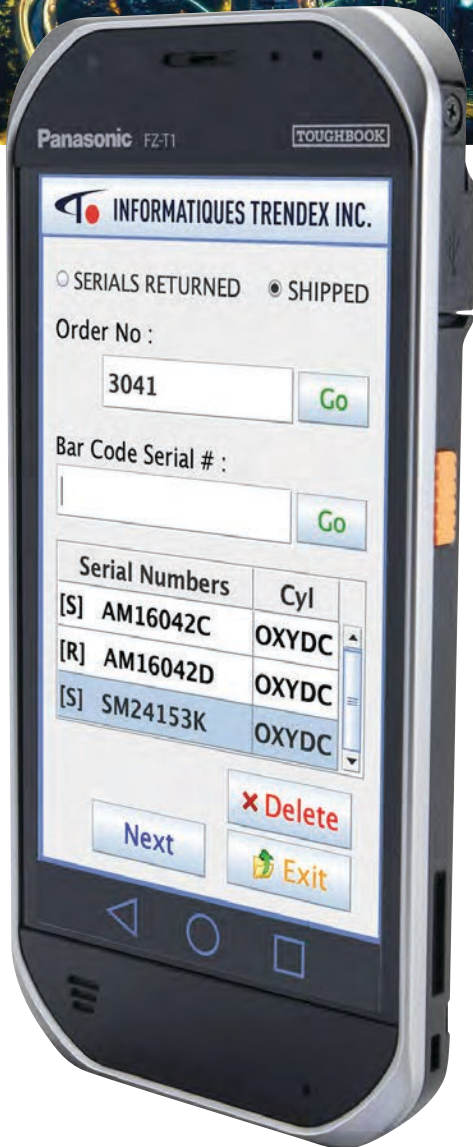 Panasonic FZ-T1 TOUGHBOOK
INFORMATIQUES TRENDEX INC.
SERIALS RETURNED SHIPPED
Order No :
3041 Go
Bar Code Serial # :
Go
Serial Numbers Cyl
[S] AM16042C OXYDC
[R] AM16042D OXYDC
[S] SM24153K OXYDC
Delete
Next
Exit